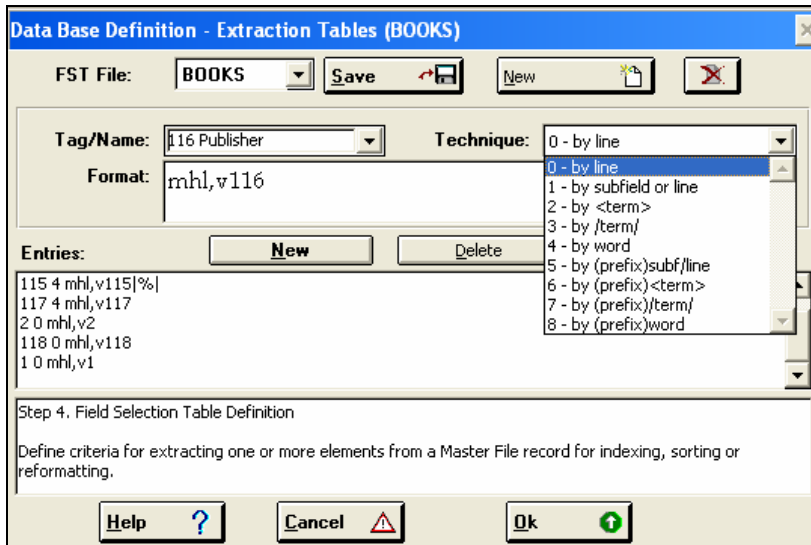 Data Base Definition - Extraction Tables (BOOKS)
FST File: BOOKS Save New
Tag/Name: 116 Publisher Technique: 0 - by line
Format: mhl,v116
0 - by line
1 - by subfield or line
2 - by <term>
3 - by /term/
4 - by word
5 - by (prefix)subf/line
6 - by (prefix)<term>
7 - by (prefix)/term/
8 - by (prefix)word
Entries: New Delete
115 4 mhl,v115|%|
117 4 mhl,v117
2 0 mhl,v2
118 0 mhl,v118
1 0 mhl,v1
Step 4. Field Selection Table Definition
Define criteria for extracting one or more elements from a Master File record for indexing, sorting or
reformatting.
Help ? Cancel Ok